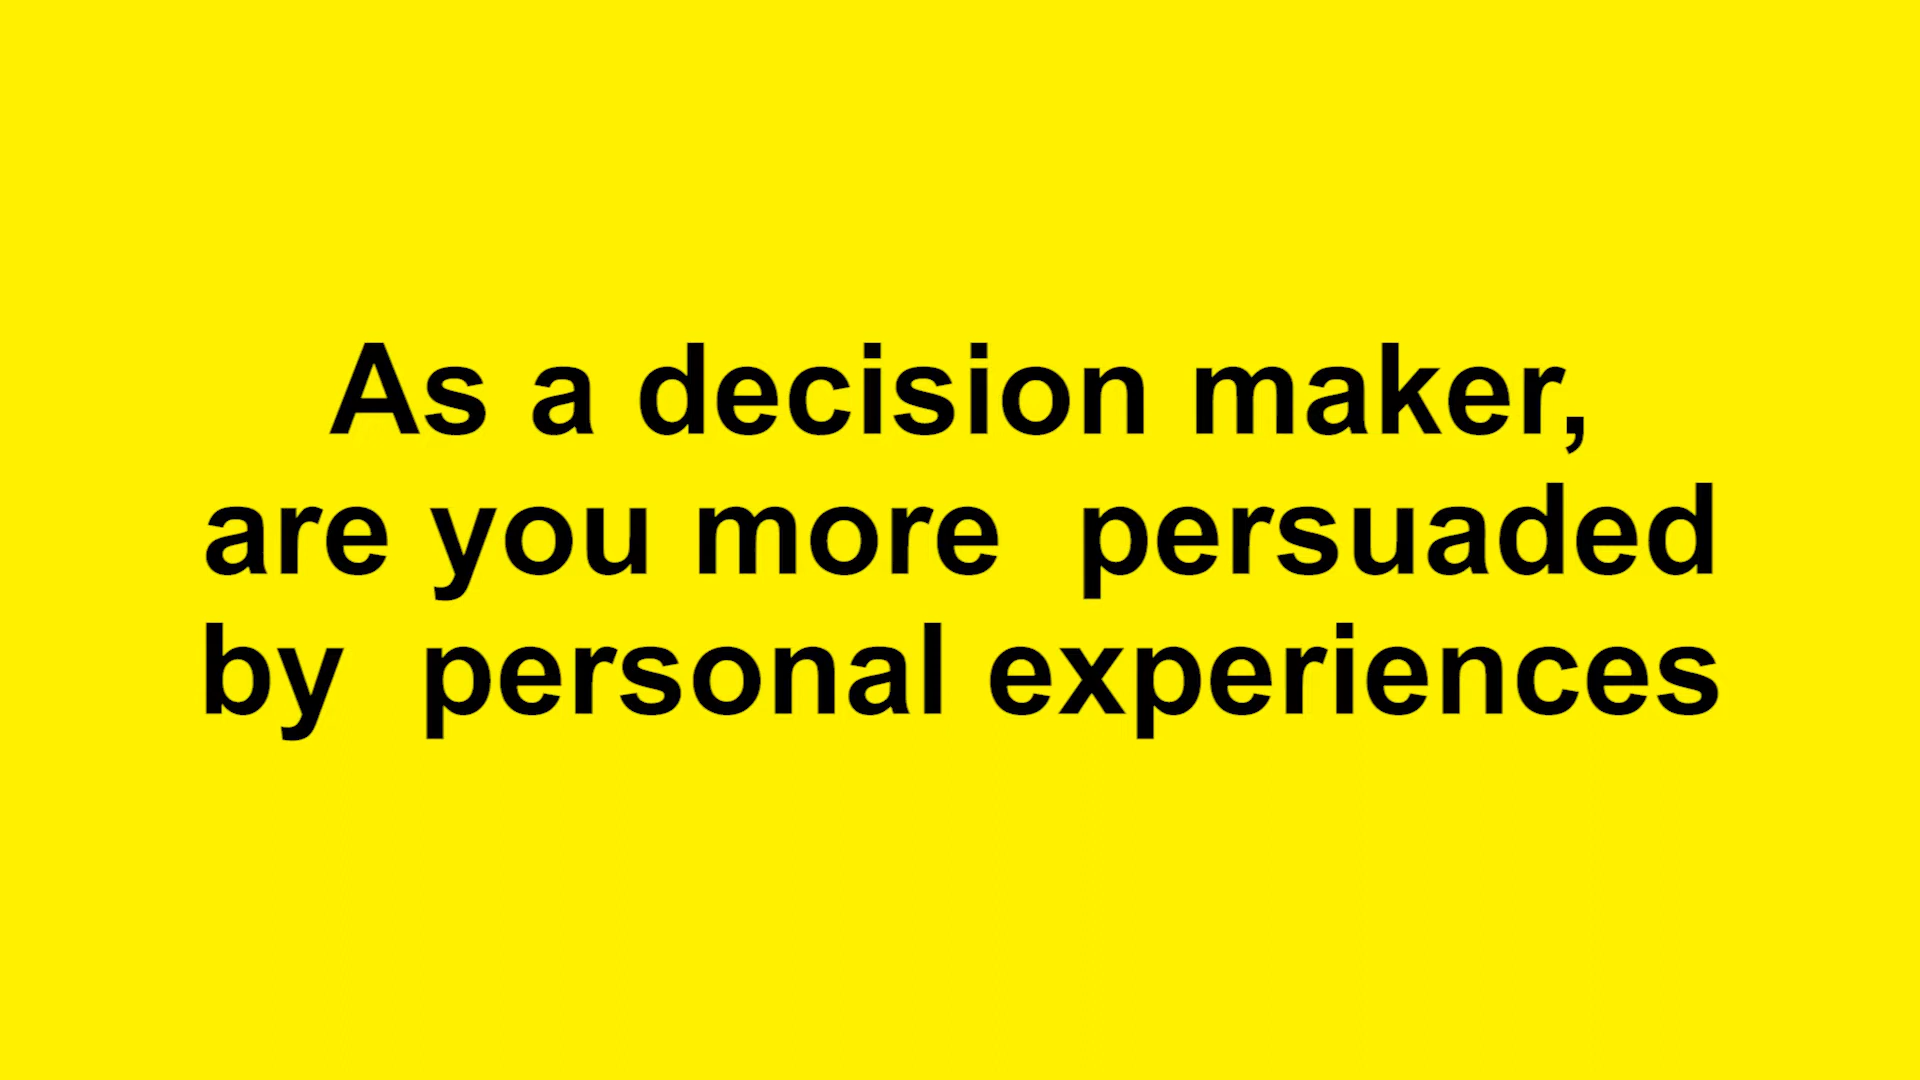 As a decision maker,
are you more  persuaded
by  personal experiences